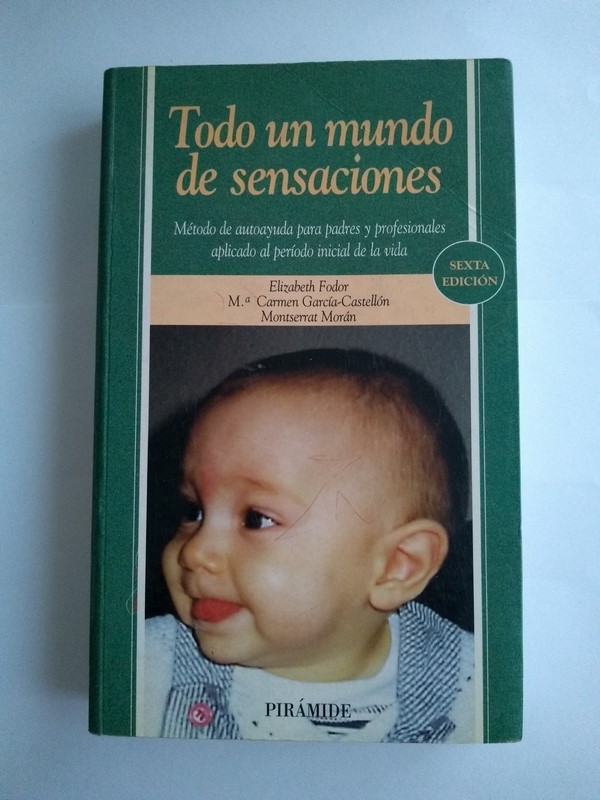 Todo un mundo
de sensaciones
Método de autoayuda para padres y profesionales
aplicado al período inicial de la vida
SEXTA
EDICIÓN
Elizabeth Fodor
M.ª Carmen García-Castellón
Montserrat Morán
PIRÁMIDE